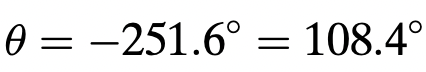 θ = −251.6° = 108.4°